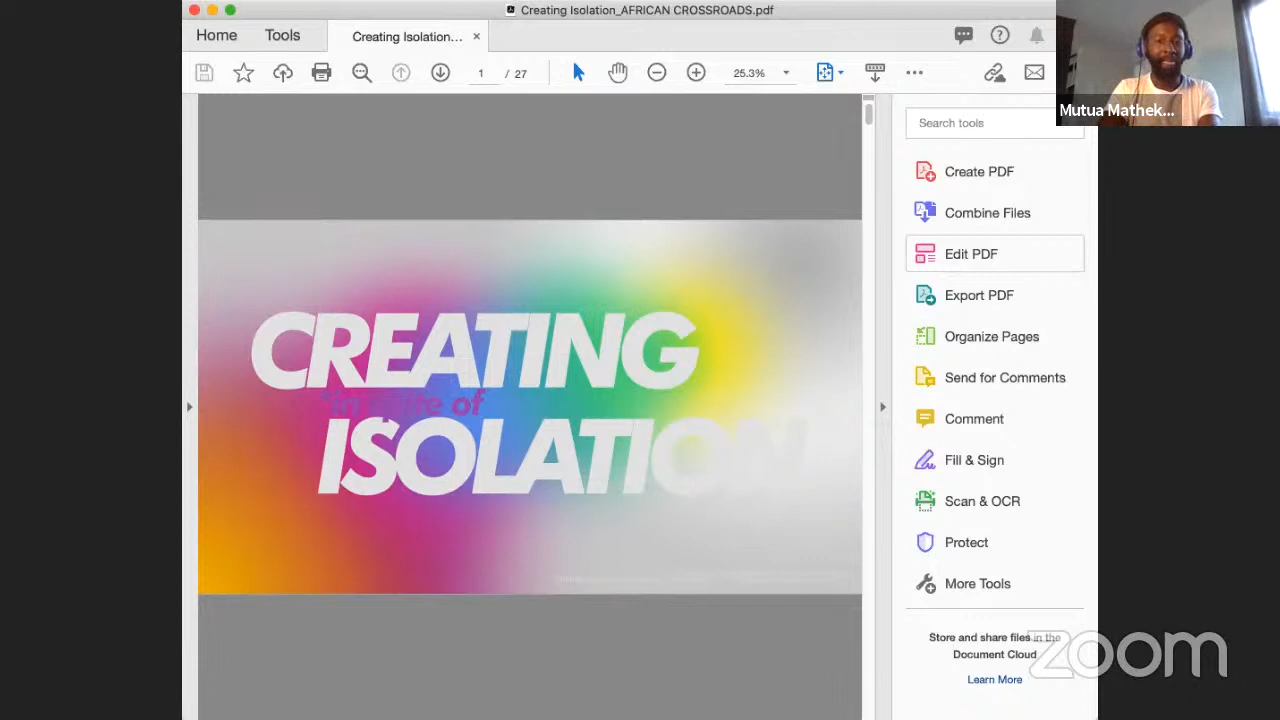 Creating Isolation_AFRICAN CROSSROADS.pdf
Home
Tools
Creating Isolation... ×
1 / 27
25.3%
Mutua Mathek...
Search tools
Create PDF
Combine Files
Edit PDF
Export PDF
Organize Pages
Send for Comments
Comment
Fill & Sign
Scan & OCR
Protect
More Tools
Store and share files in the
Document Cloud
Learn More
CREATING
*in spite of
ISOLATION
zoom